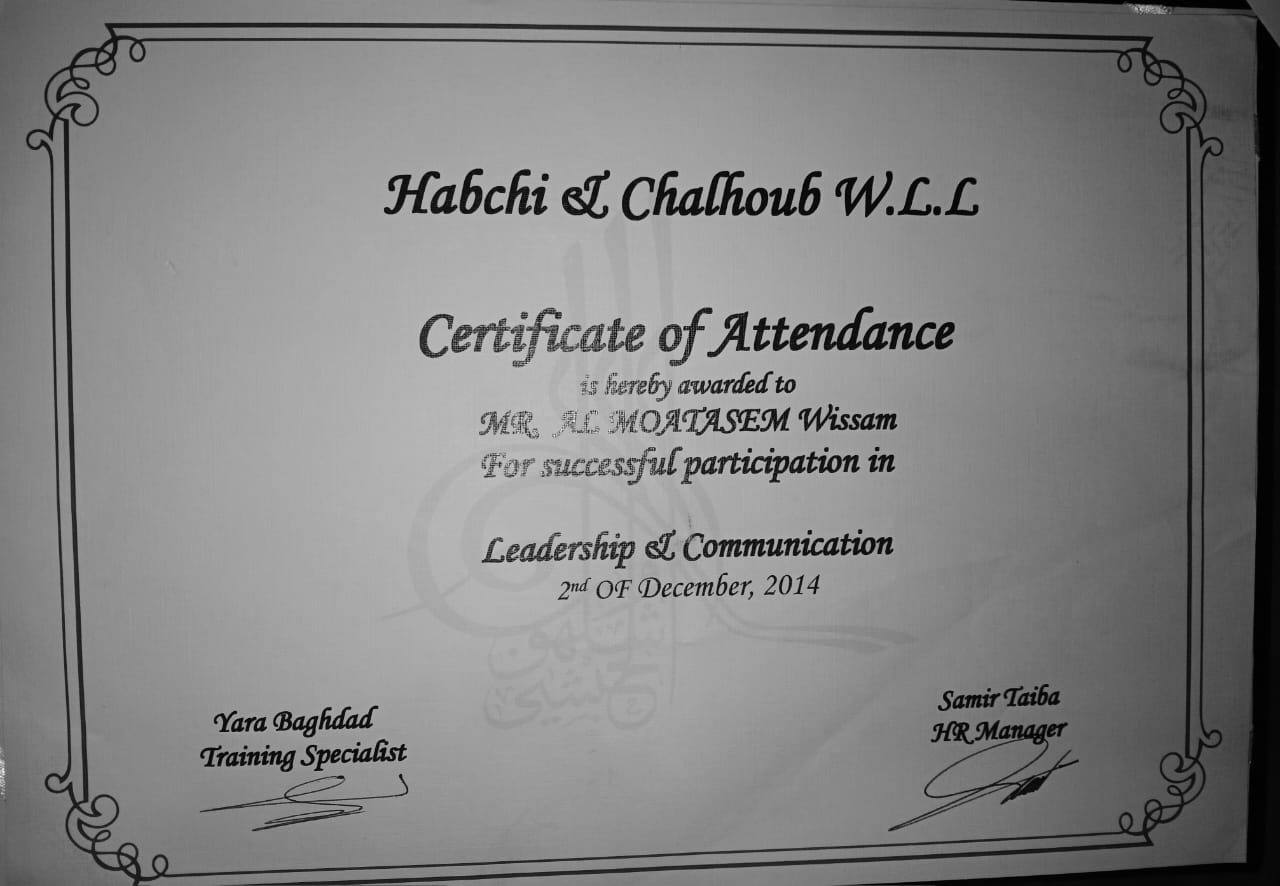 Habchi & Chalhoub W.L.L
Certificate of Attendance
is hereby awarded to
MR. AL MOATASEM Wissam
For successful participation in
Leadership & Communication
2nd OF December, 2014
Yara Baghdad
Training Specialist
Samir Taiba
HR Manager